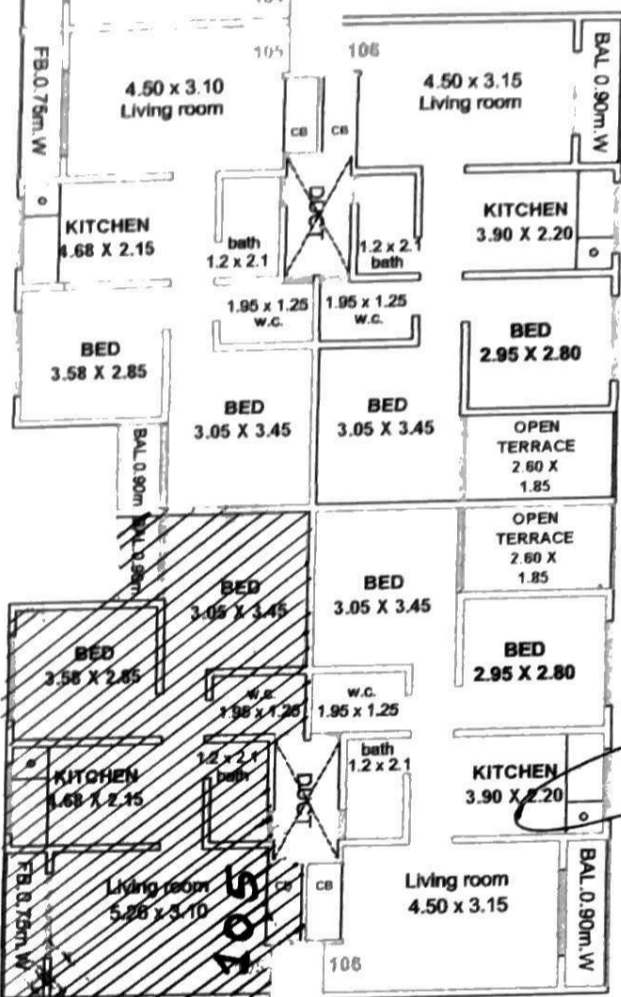 105 106
FB.0.75m.W
4.50 x 3.10
Living room
4.50 x 3.15
Living room
BAL 0.90m.W
CB CB
DUCT
KITCHEN
4.68 X 2.15
bath
1.2 x 2.1
1.2 x 2.1
bath
KITCHEN
3.90 X 2.20
1.95 x 1.25
w.c.
1.95 x 1.25
w.c.
BED
3.58 X 2.85
BED
2.95 X 2.80
BED
3.05 X 3.45
BED
3.05 X 3.45
OPEN
TERRACE
2.60 X
1.85
BAL 0.90m
BAL 0.90m
OPEN
TERRACE
2.60 X
1.85
BED
3.05 X 3.45
BED
3.05 X 3.45
BED
3.58 X 2.85
BED
2.95 X 2.80
w.c.
1.95 x 1.25
w.c.
1.95 x 1.25
1.2 x 2.1
bath
bath
1.2 x 2.1
KITCHEN
4.68 X 2.15
DUCT
KITCHEN
3.90 X 2.20
FB.0.75m.W
Living room
5.26 x 3.10
105
CB CB
Living room
4.50 x 3.15
BAL.0.90m.W
106